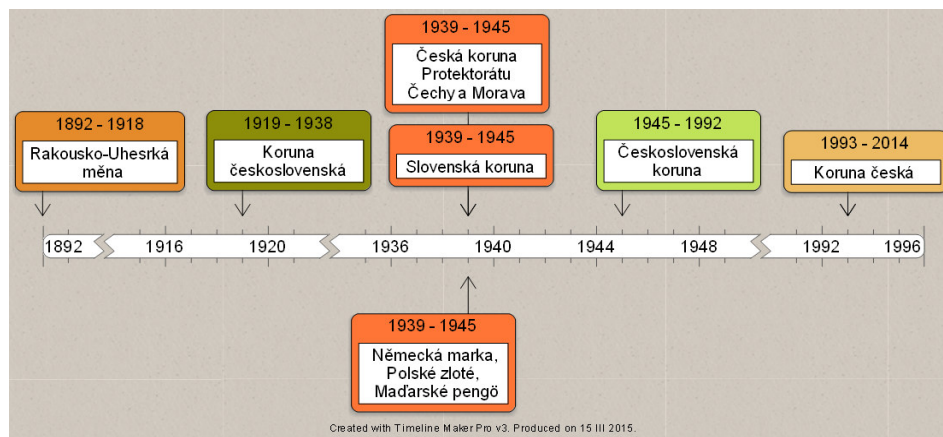 1939 - 1945
Česká koruna
Protektorátu
Čechy a Morava
1892 - 1918
Rakousko-Uhesrká
měna
1919 - 1938
Koruna
československá
1939 - 1945
Slovenská koruna
1945 - 1992
Československá
koruna
1993 - 2014
Koruna česká
1892 1916 1920 1936 1940 1944 1948 1992 1996
1939 - 1945
Německá marka,
Polské zloté,
Maďarské pengö
Created with Timeline Maker Pro v3. Produced on 15 III 2015.